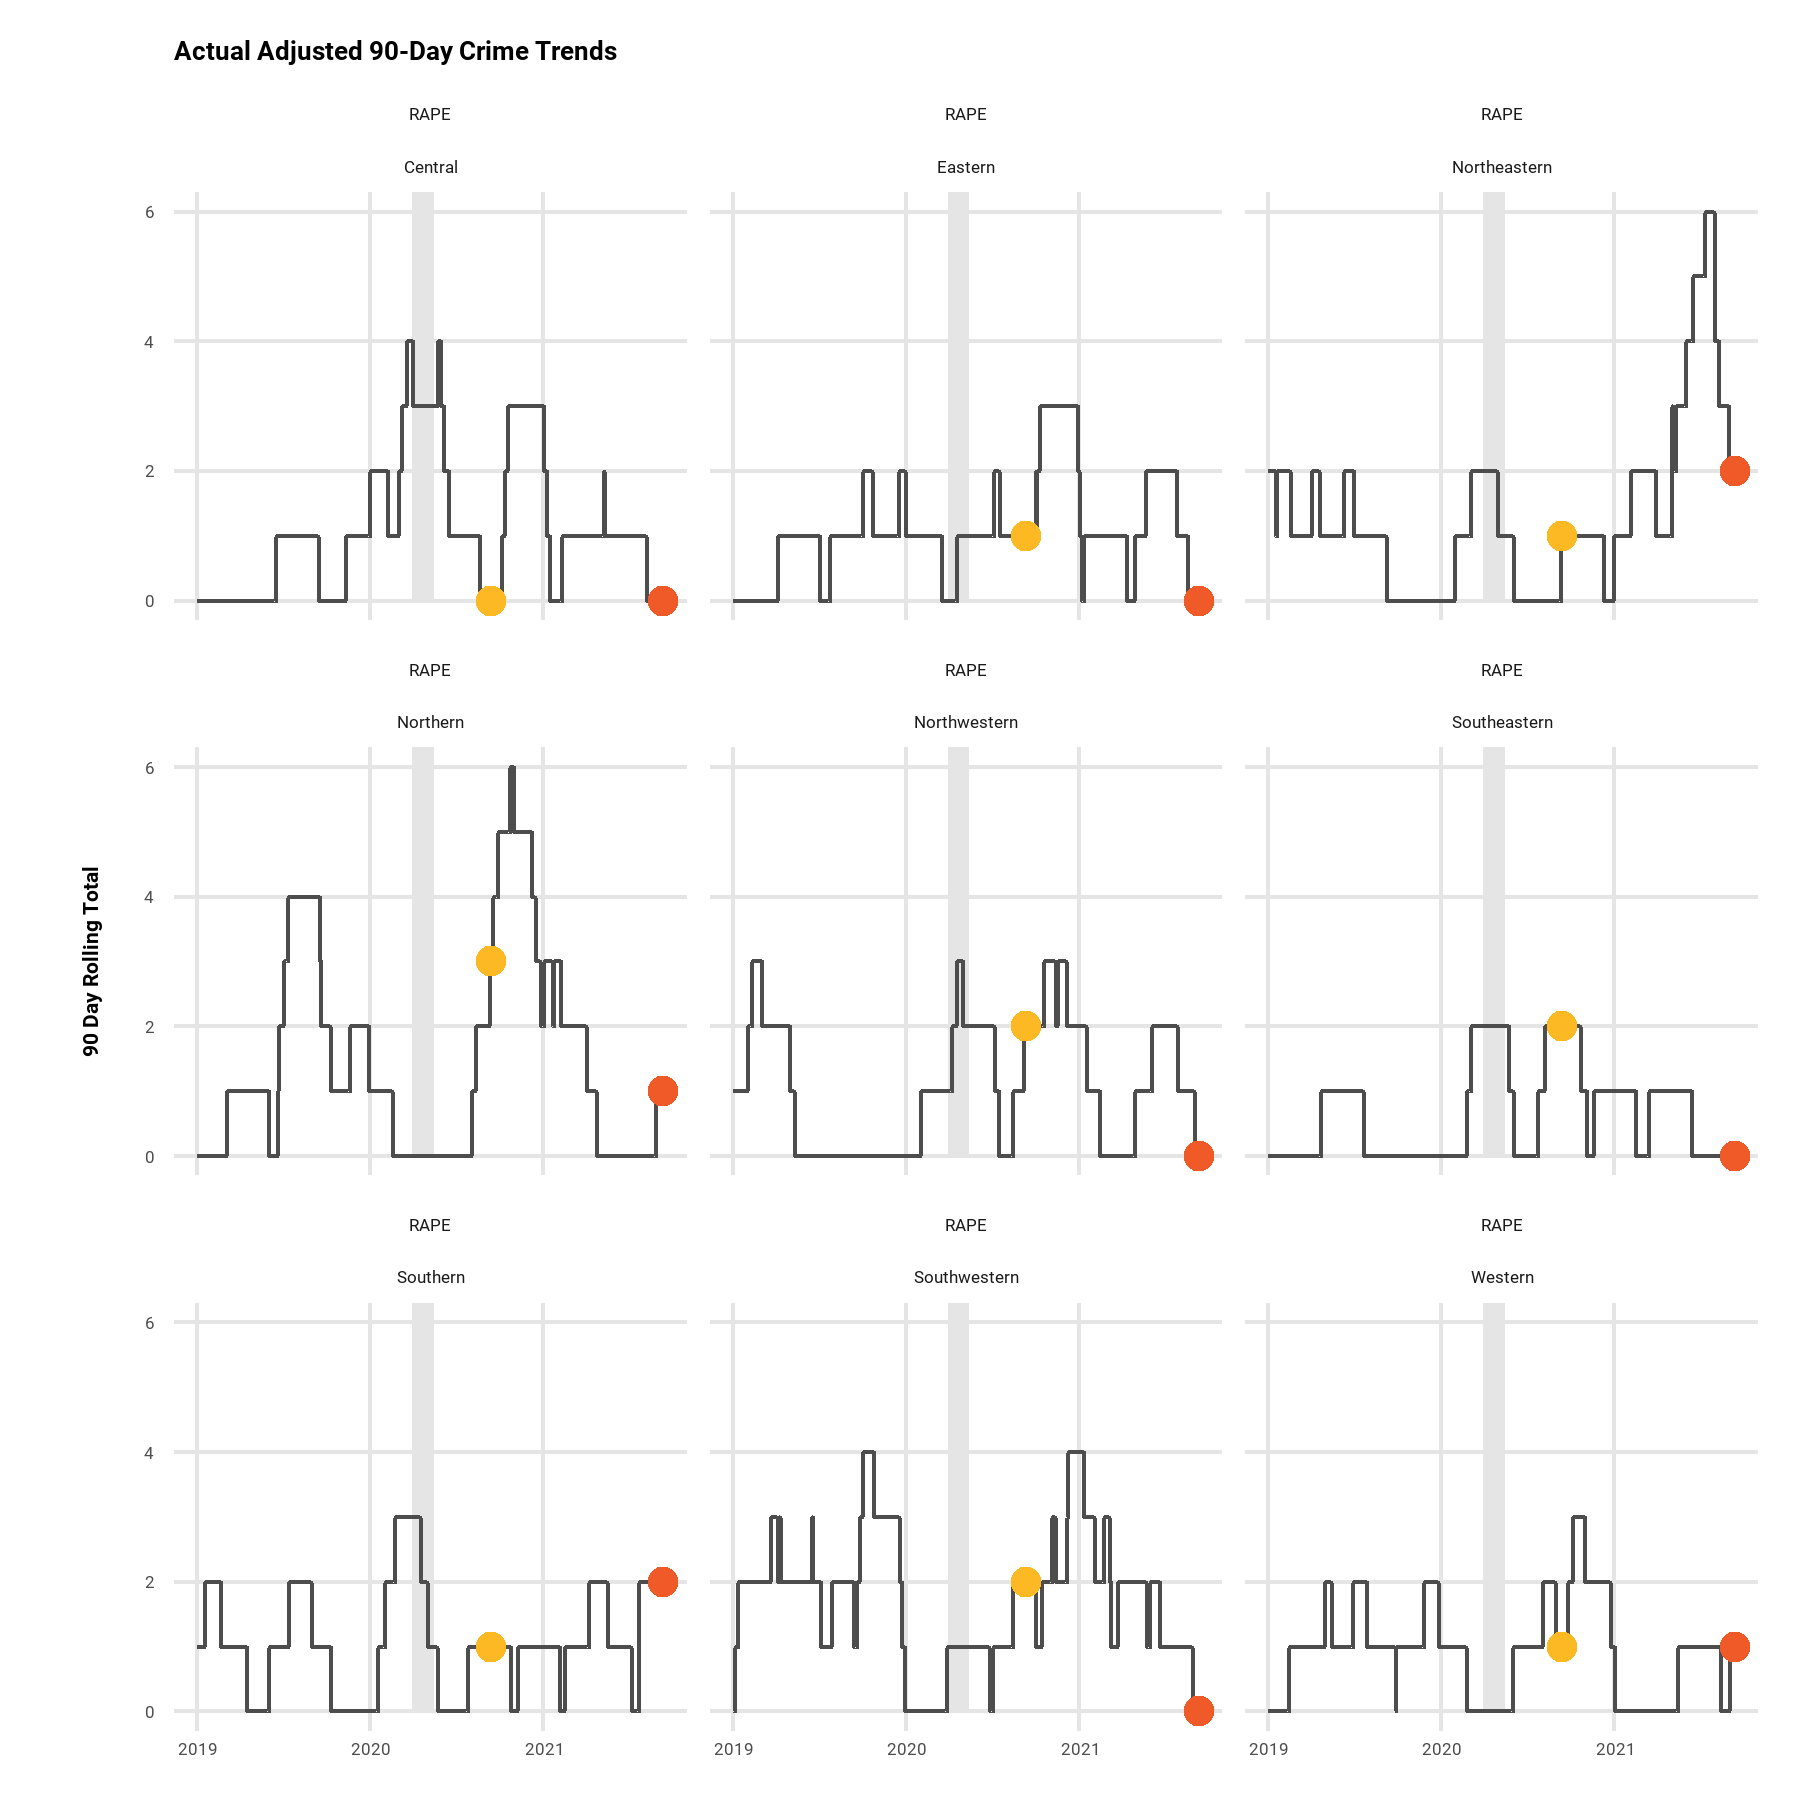 Actual Adjusted 90-Day Crime Trends
RAPE
RAPE
RAPE
Central
Eastern
Northeastern
6
4
2
0
RAPE
RAPE
RAPE
Northern
Northwestern
Southeastern
6
4
2
0
90 Day Rolling Total
RAPE
RAPE
RAPE
Southern
Southwestern
Western
6
4
2
0
2019
2020
2021
2019
2020
2021
2019
2020
2021